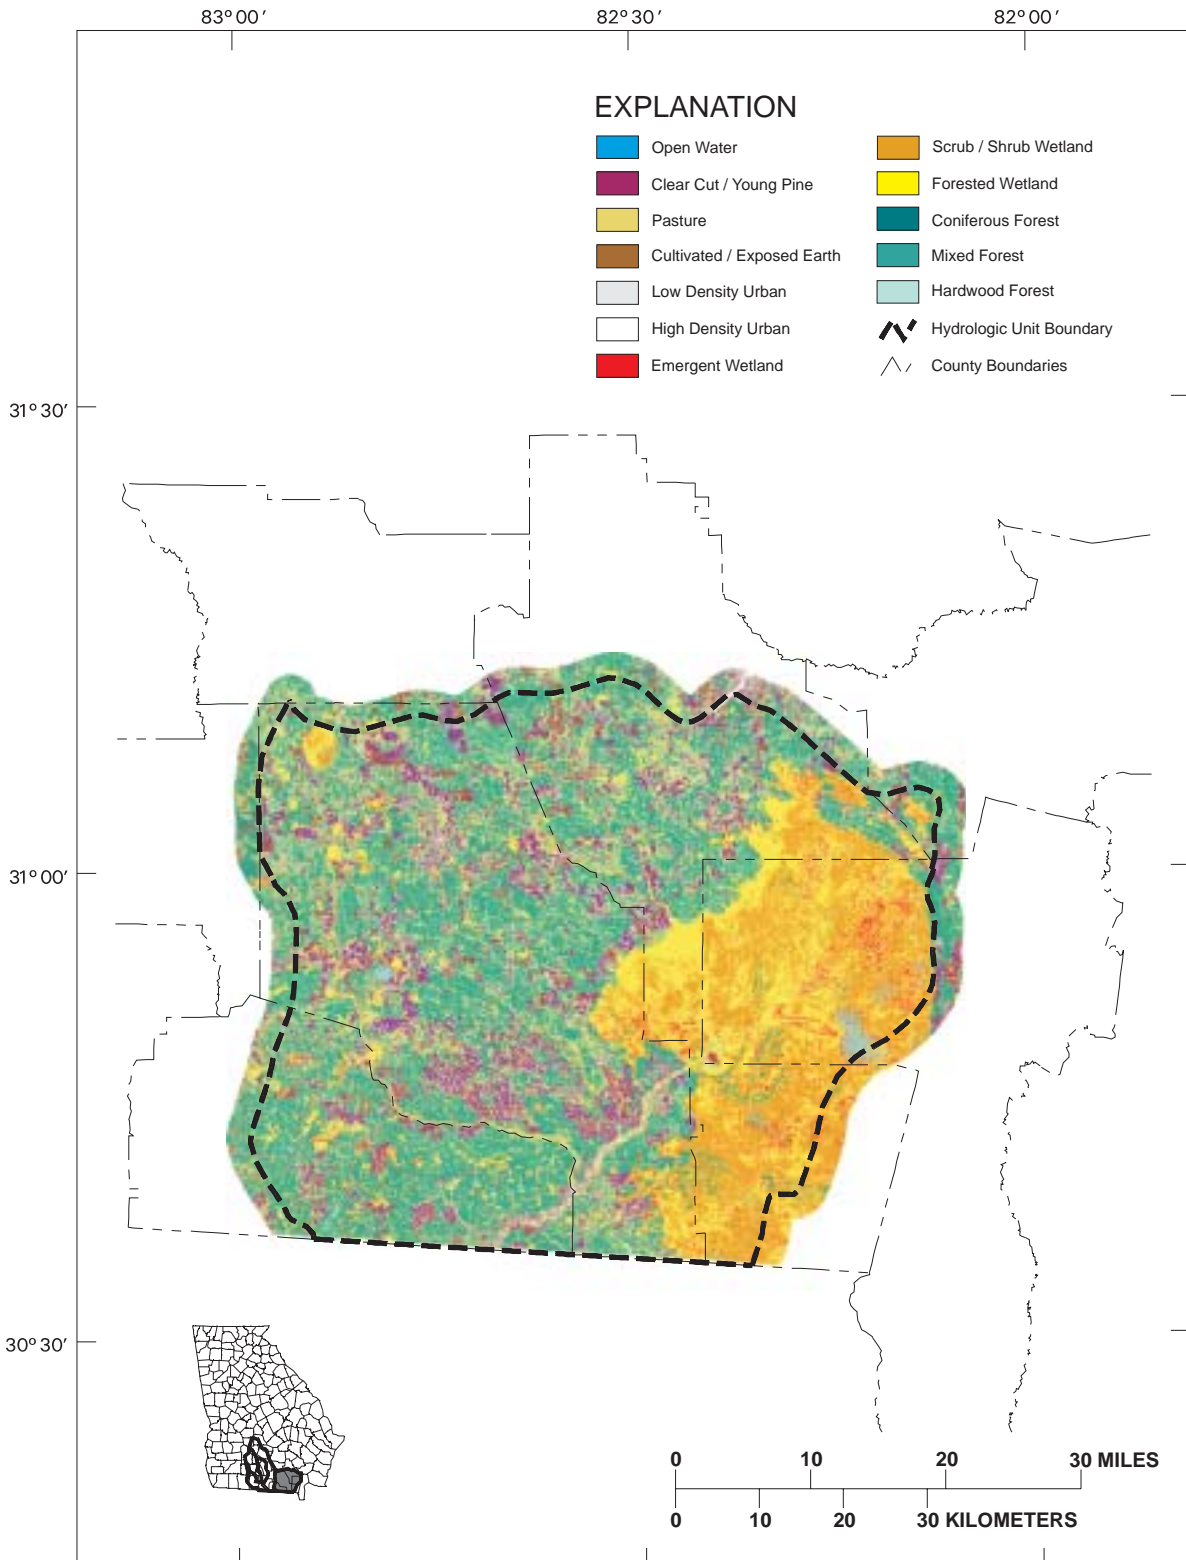 83° 00′ 82° 30′ 82° 00′
EXPLANATION
Open Water
Clear Cut / Young Pine
Pasture
Cultivated / Exposed Earth
Low Density Urban
High Density Urban
Emergent Wetland
Scrub / Shrub Wetland
Forested Wetland
Coniferous Forest
Mixed Forest
Hardwood Forest
Hydrologic Unit Boundary
County Boundaries
31° 30′
31° 00′
30° 30′
0 10 20 30 MILES
0 10 20 30 KILOMETERS